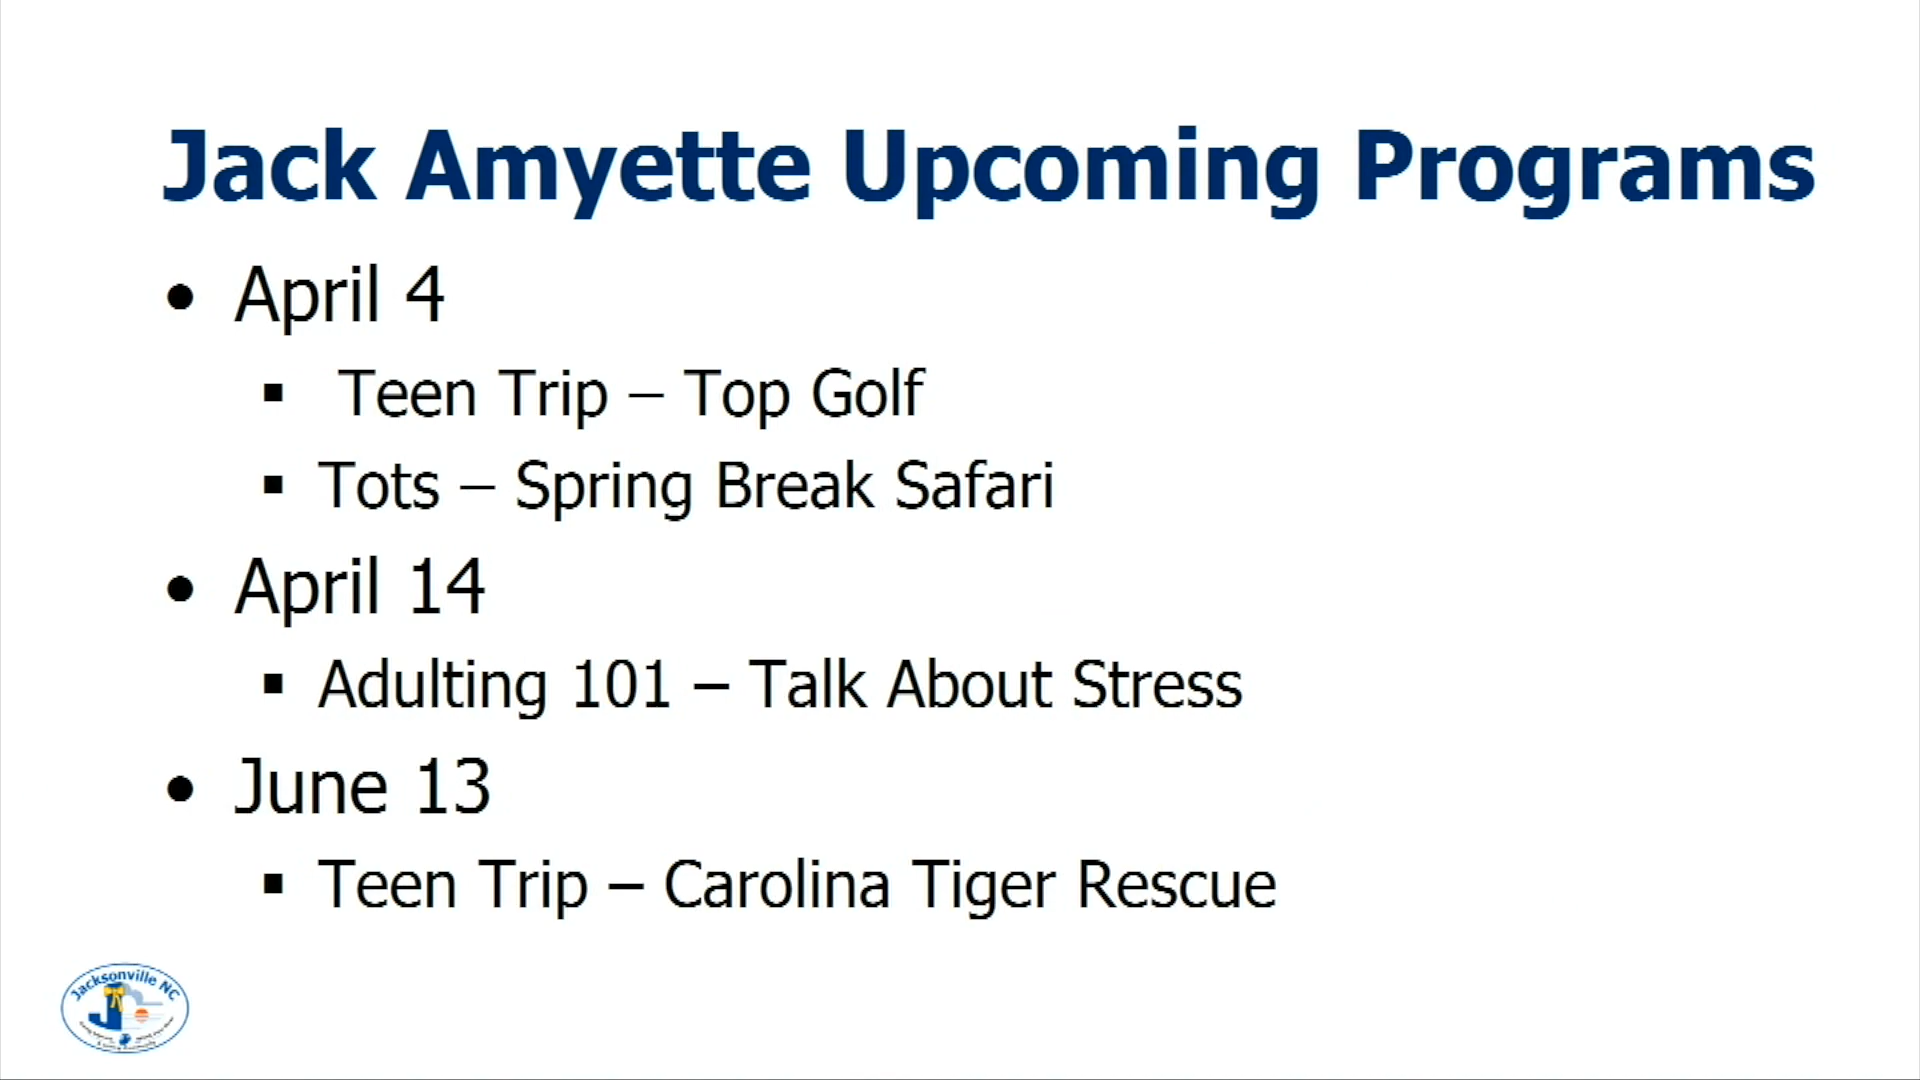 Jack Amyette Upcoming Programs
• April 4
▪ Teen Trip – Top Golf
▪ Tots – Spring Break Safari
• April 14
▪ Adulting 101 – Talk About Stress
• June 13
▪ Teen Trip – Carolina Tiger Rescue
Jacksonville NC